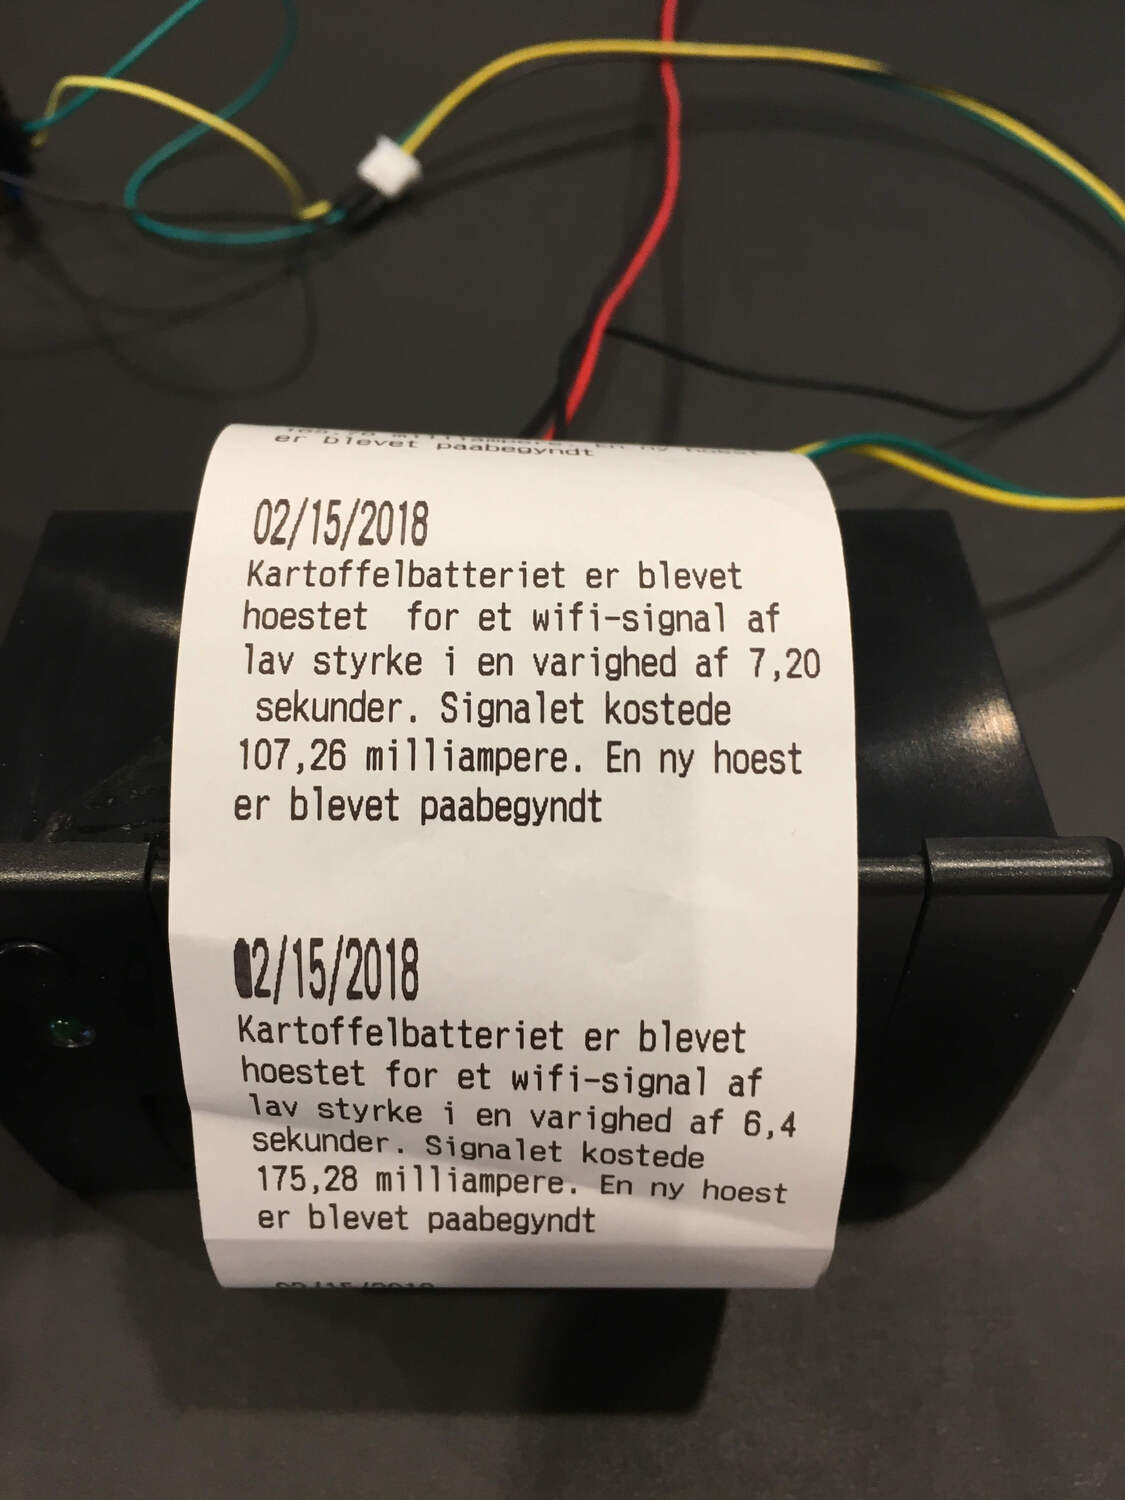 er blevet paabegyndt
02/15/2018
Kartoffelbatteriet er blevet
hoestet  for et wifi-signal af
lav styrke i en varighed af 7,20
sekunder. Signalet kostede
107,26 milliampere. En ny hoest
er blevet paabegyndt
2/15/2018
Kartoffelbatteriet er blevet
hoestet for et wifi-signal af
lav styrke i en varighed af 6,4
sekunder. Signalet kostede
175,28 milliampere. En ny hoest
er blevet paabegyndt
02/15/2018